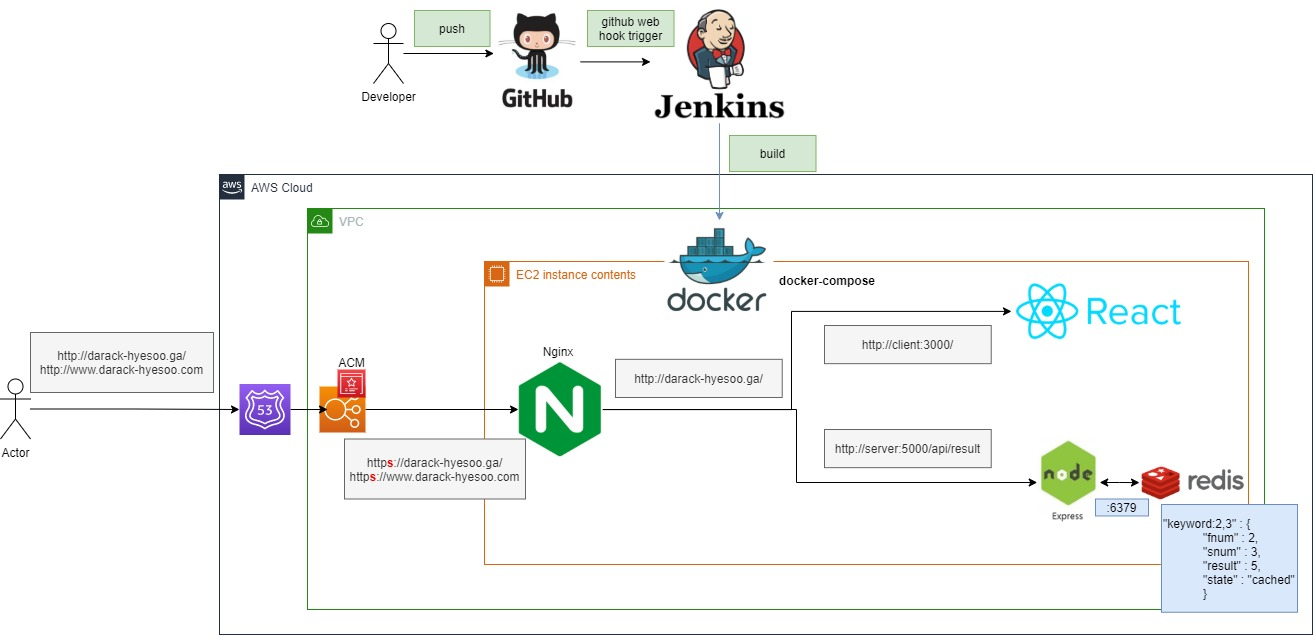 push
github web
hook trigger
Developer
GitHub
Jenkins
build
aws
AWS Cloud
VPC
EC2 instance contents
docker
docker-compose
React
http://client:3000/
http://darack-hyesoo.ga/
http://www.darack-hyesoo.com
Actor
53
ACM
Nginx
N
http://darack-hyesoo.ga/
https://darack-hyesoo.ga/
https://www.darack-hyesoo.com
http://server:5000/api/result
node
Express
redis
:6379
"keyword:2,3" : {
"fnum" : 2,
"snum" : 3,
"result" : 5,
"state" : "cached"
}